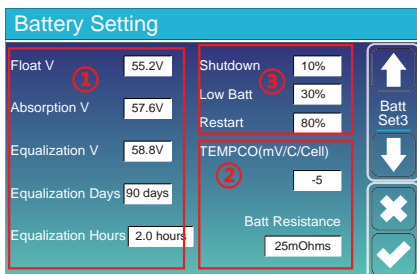 Battery Setting
Float V 55.2V
Absorption V 57.6V
Equalization V 58.8V
Equalization Days 90 days
Equalization Hours 2.0 hours
①
Shutdown 10%
Low Batt 30%
Restart 80%
③
TEMPCO(mV/C/Cell)
-5
②
Batt Resistance
25mOhms
Batt
Set3